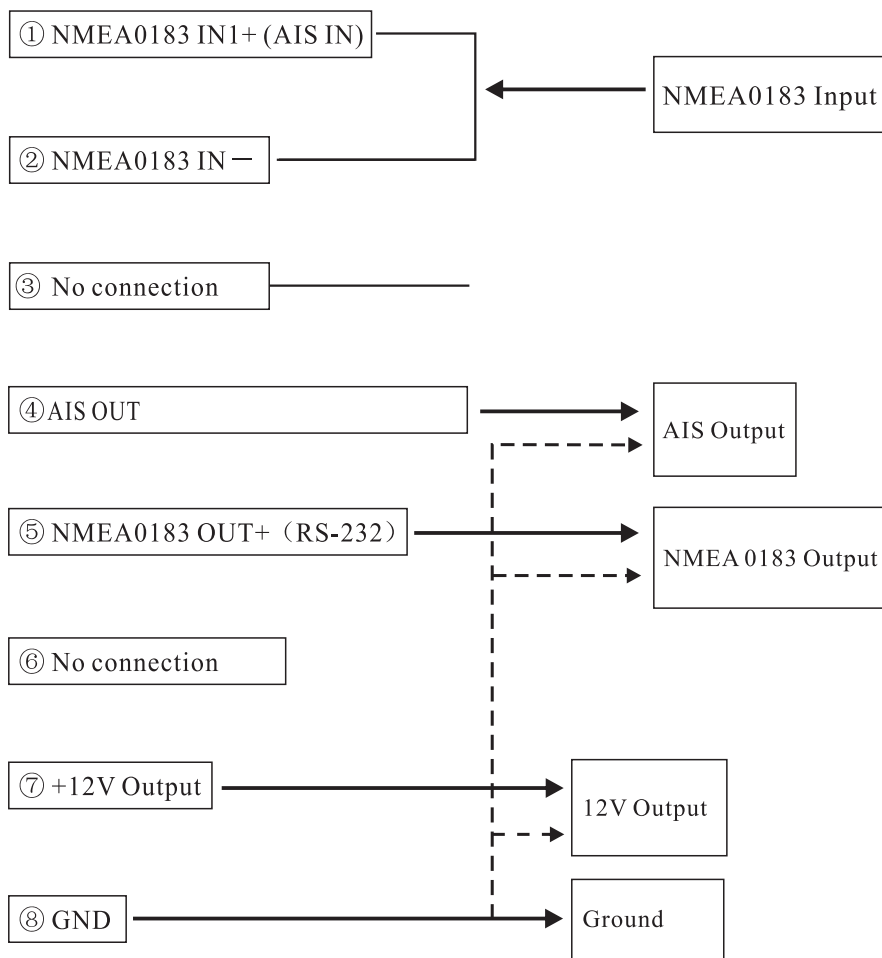 ① NMEA0183 IN1+ (AIS IN)
NMEA0183 Input
② NMEA0183 IN－
③ No connection
④AIS OUT
AIS Output
⑤ NMEA0183 OUT+（RS-232）
NMEA 0183 Output
⑥ No connection
⑦ +12V Output
12V Output
⑧ GND
Ground